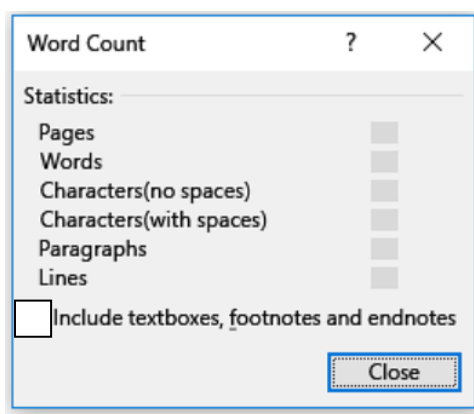 Word Count ?
Statistics:
Pages
Words
Characters(no spaces)
Characters(with spaces)
Paragraphs
Lines
Include textboxes, footnotes and endnotes
Close